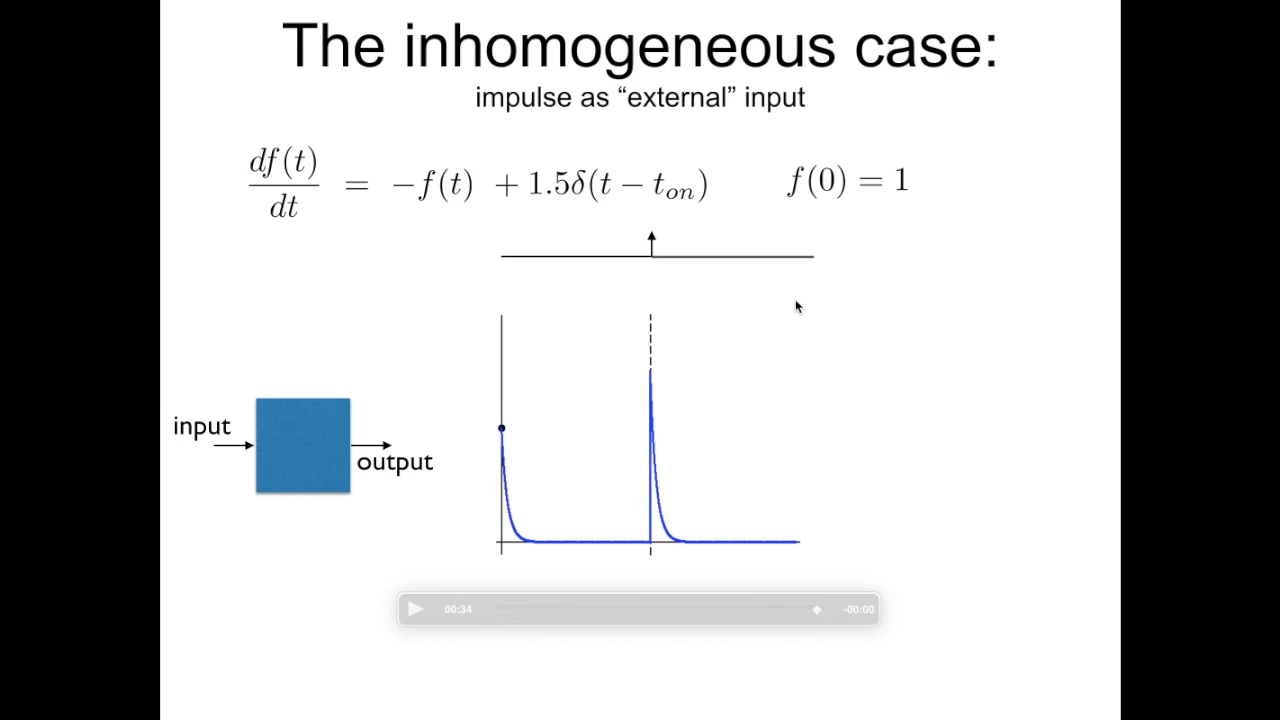 The inhomogeneous case:
impulse as “external” input
df(t)/dt = −f(t) + 1.5δ(t − t_on) f(0) = 1
input
output
00:34 -00:00